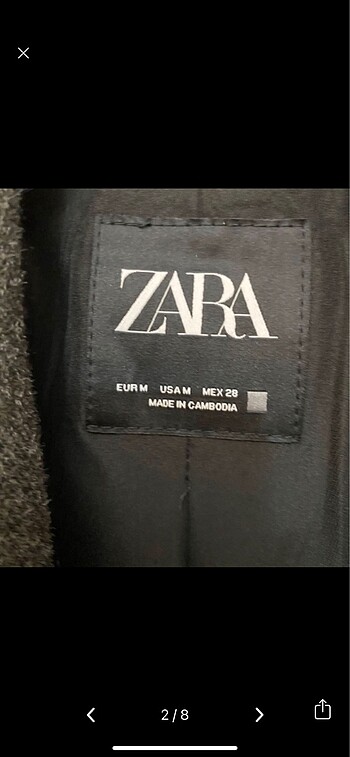 ZARA
EUR M USA M MEX 28
MADE IN CAMBODIA
2/8